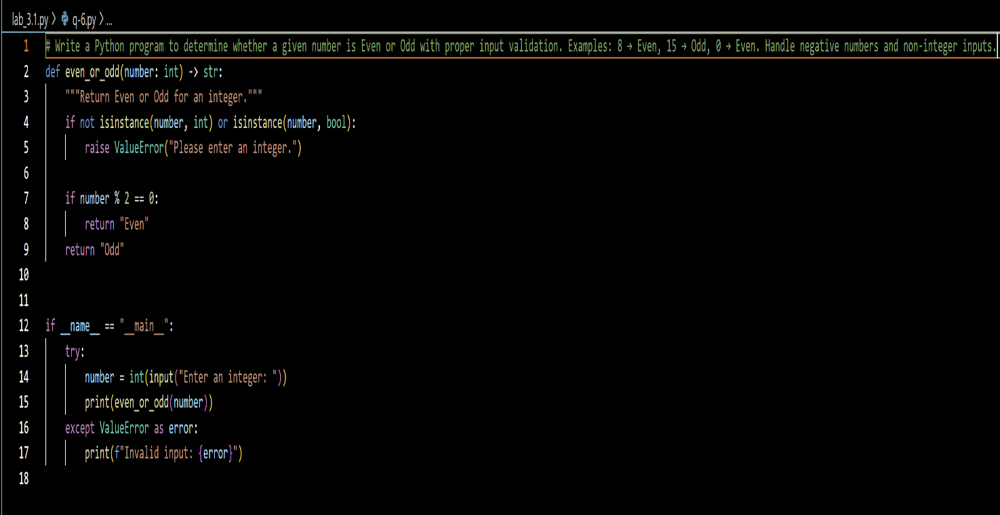 lab_3.1.py > q-6.py > ...
1 # Write a Python program to determine whether a given number is Even or Odd with proper input validation. Examples: 8 → Even, 15 → Odd, 0 → Even. Handle negative numbers and non-integer inputs.
2 def even_or_odd(number: int) -> str:
3     """Return Even or Odd for an integer."""
4     if not isinstance(number, int) or isinstance(number, bool):
5         raise ValueError("Please enter an integer.")
6
7     if number % 2 == 0:
8         return "Even"
9     return "Odd"
10
11
12 if __name__ == "__main__":
13     try:
14         number = int(input("Enter an integer: "))
15         print(even_or_odd(number))
16     except ValueError as error:
17         print(f"Invalid input: {error}")
18